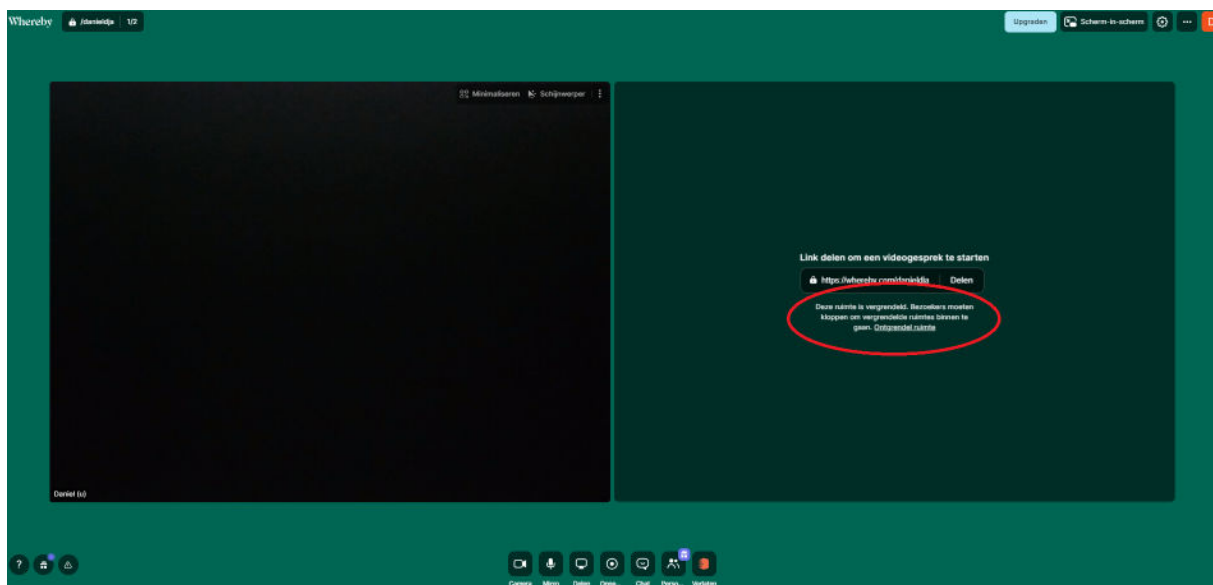 Whereby
/danieldja 1/2
Upgraden Scherm-in-scherm
D
Minimaliseren Schijnwerper
Link delen om een videogesprek te starten
https://whereby.com/danieldja Delen
Deze ruimte is vergrendeld. Bezoekers moeten
kloppen om vergrendelde ruimtes binnen te
gaan. Ontgrendel ruimte
Daniel (u)
?
Camera Micro Delen Opne... Chat Perso... Verlaten